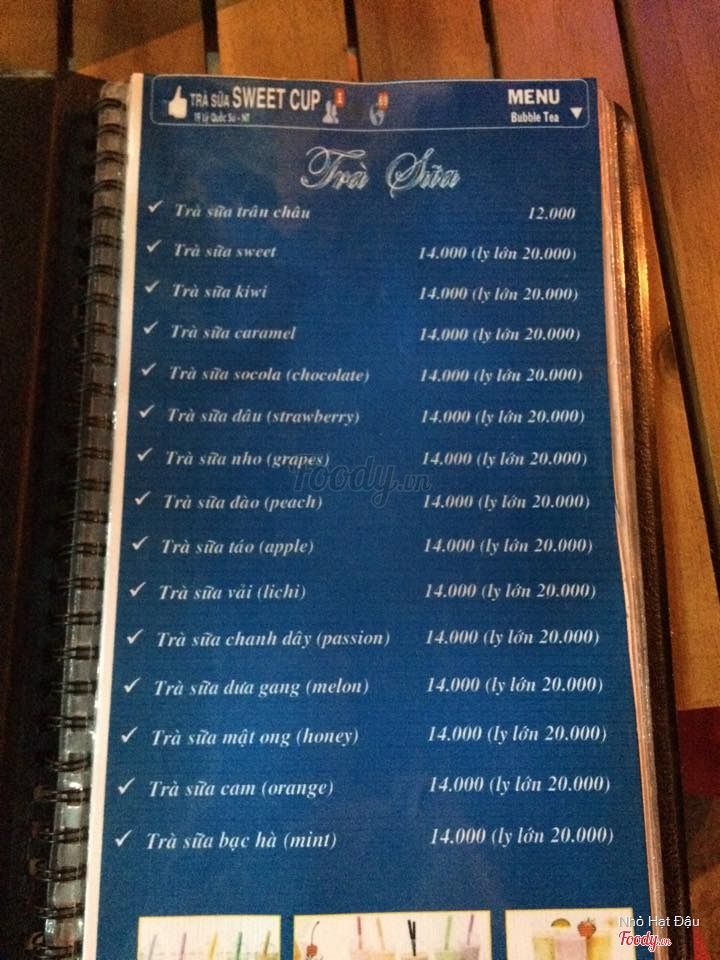 TRÀ SỮA SWEET CUP
19 Lý Quốc Sư - NT
MENU
Bubble Tea
Trà Sữa
Trà sữa trân châu 12.000
Trà sữa sweet 14.000 (ly lớn 20.000)
Trà sữa kiwi 14.000 (ly lớn 20.000)
Trà sữa caramel 14.000 (ly lớn 20.000)
Trà sữa socola (chocolate) 14.000 (ly lớn 20.000)
Trà sữa dâu (strawberry) 14.000 (ly lớn 20.000)
Trà sữa nho (grapes) 14.000 (ly lớn 20.000)
Trà sữa đào (peach) 14.000 (ly lớn 20.000)
Trà sữa táo (apple) 14.000 (ly lớn 20.000)
Trà sữa vải (lichi) 14.000 (ly lớn 20.000)
Trà sữa chanh dây (passion) 14.000 (ly lớn 20.000)
Trà sữa dưa gang (melon) 14.000 (ly lớn 20.000)
Trà sữa mật ong (honey) 14.000 (ly lớn 20.000)
Trà sữa cam (orange) 14.000 (ly lớn 20.000)
Trà sữa bạc hà (mint) 14.000 (ly lớn 20.000)
foody.vn
Nhỏ Hạt Đậu
Foody.vn